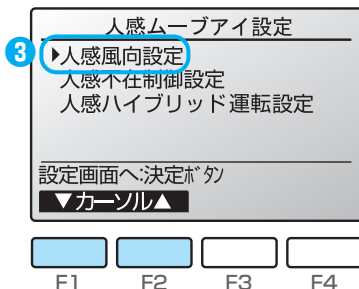 人感ムーブアイ設定
3
▶人感風向設定
人感不在制御設定
人感ハイブリッド運転設定
設定画面へ:決定ボタン
▼カーソル▲
F1 F2 F3 F4